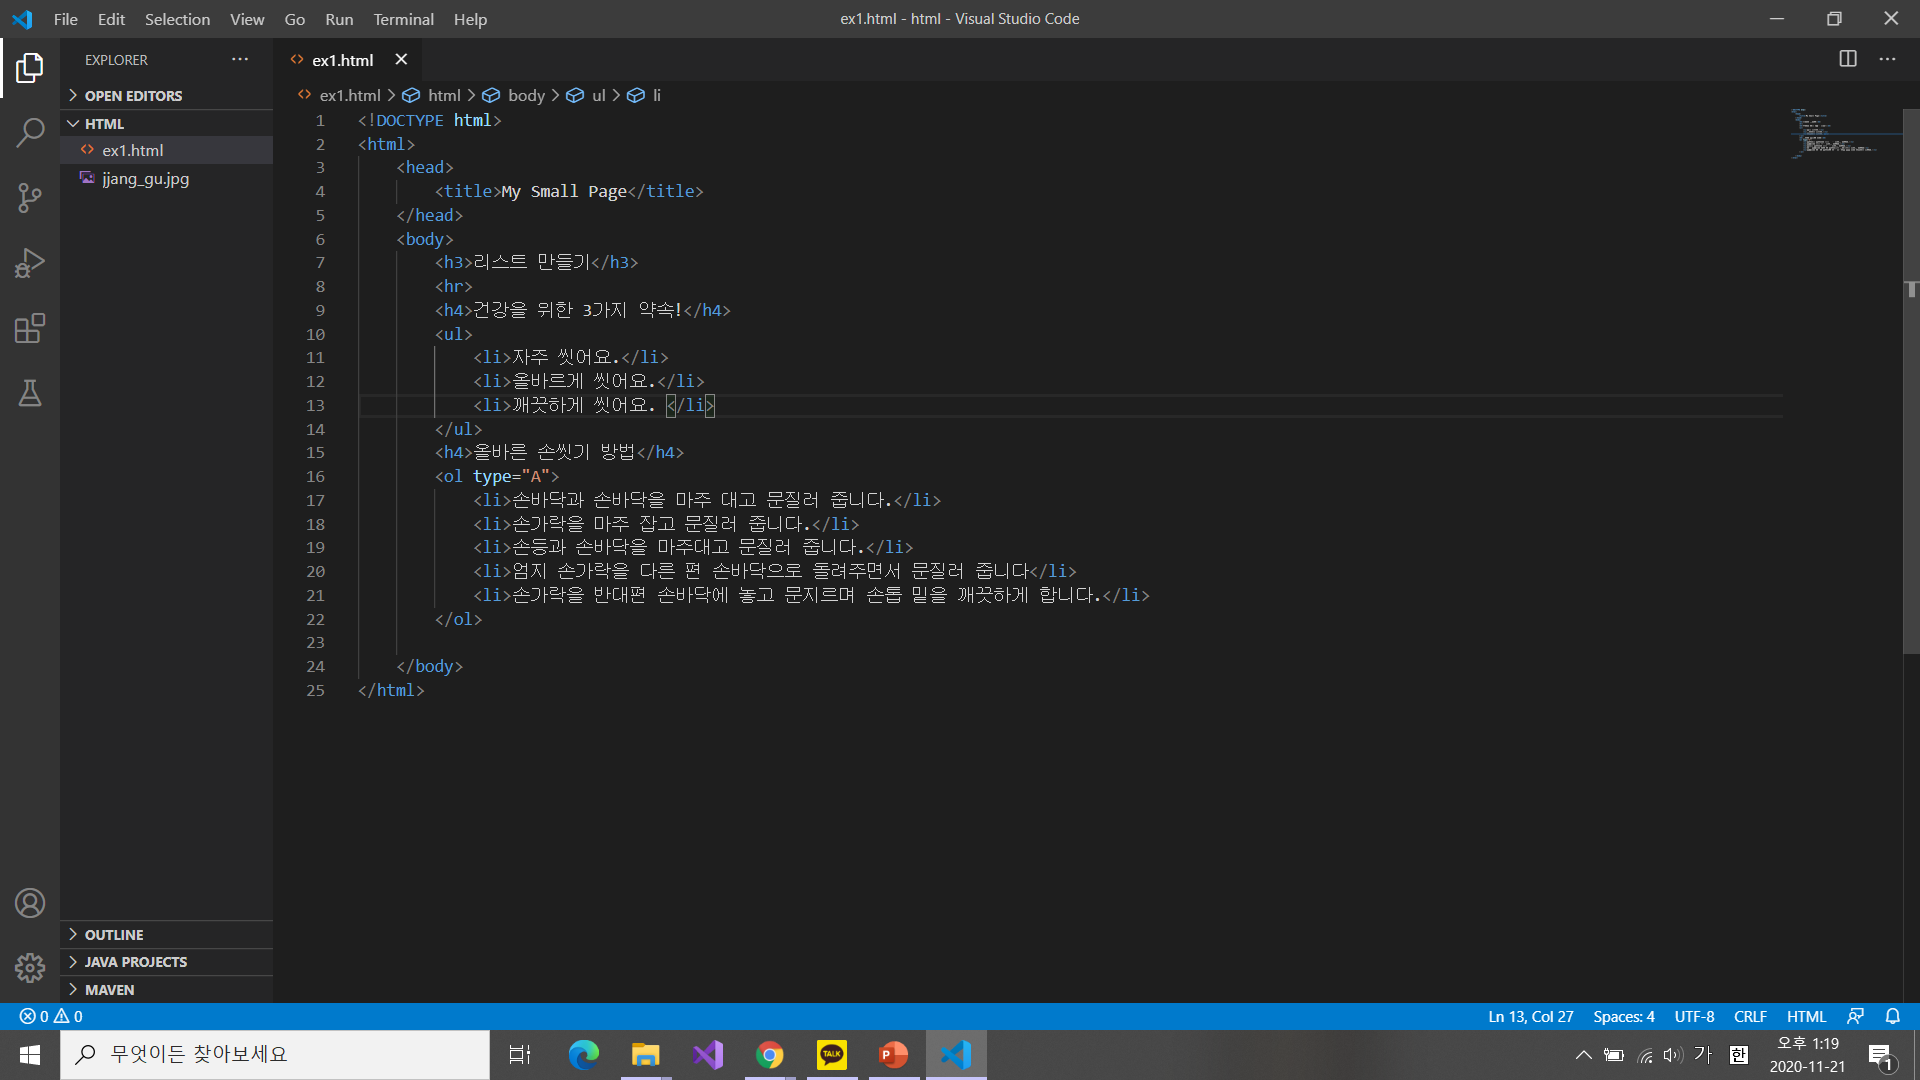 File Edit Selection View Go Run Terminal Help
ex1.html - html - Visual Studio Code
EXPLORER
OPEN EDITORS
HTML
ex1.html
jjang_gu.jpg
OUTLINE
JAVA PROJECTS
MAVEN
ex1.html
ex1.html > html > body > ul > li
1 <!DOCTYPE html>
2 <html>
3 <head>
4 <title>My Small Page</title>
5 </head>
6 <body>
7 <h3>리스트 만들기</h3>
8 <hr>
9 <h4>건강을 위한 3가지 약속!</h4>
10 <ul>
11 <li>자주 씻어요.</li>
12 <li>올바르게 씻어요.</li>
13 <li>깨끗하게 씻어요. </li>
14 </ul>
15 <h4>올바른 손씻기 방법</h4>
16 <ol type="A">
17 <li>손바닥과 손바닥을 마주 대고 문질러 줍니다.</li>
18 <li>손가락을 마주 잡고 문질러 줍니다.</li>
19 <li>손등과 손바닥을 마주대고 문질러 줍니다.</li>
20 <li>엄지 손가락을 다른 편 손바닥으로 돌려주면서 문질러 줍니다</li>
21 <li>손가락을 반대편 손바닥에 놓고 문지르며 손톱 밑을 깨끗하게 합니다.</li>
22 </ol>
23
24 </body>
25 </html>
0 0
Ln 13, Col 27 Spaces: 4 UTF-8 CRLF HTML
무엇이든 찾아보세요
TALK
P
가 한
오후 1:19
2020-11-21
1